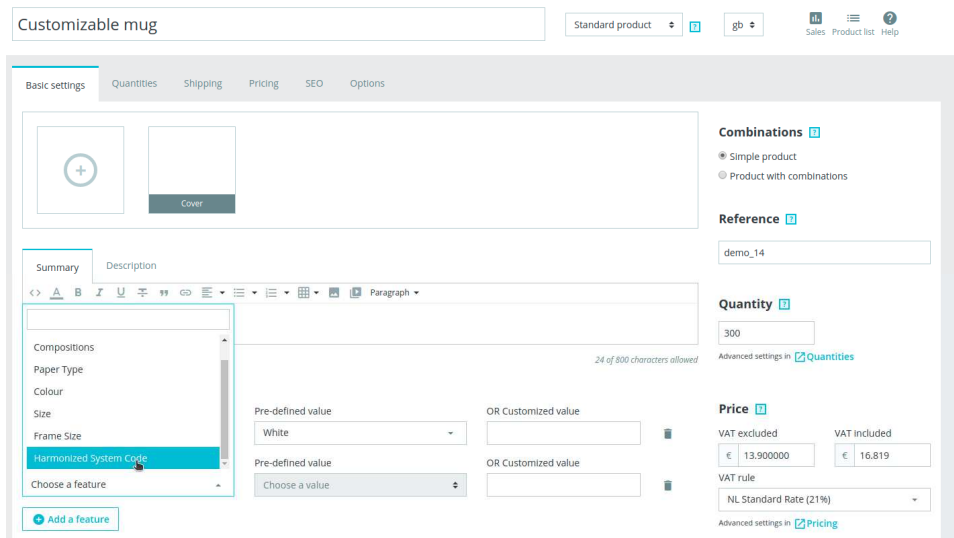 Customizable mug
Standard product
?
gb
Sales
Product list
Help
Basic settings
Quantities
Shipping
Pricing
SEO
Options
Cover
Summary
Description
<> A B I U
Paragraph
24 of 800 characters allowed
Compositions
Paper Type
Colour
Size
Frame Size
Harmonized System Code
Choose a feature
Pre-defined value
OR Customized value
White
Pre-defined value
OR Customized value
Choose a value
Add a feature
Combinations ?
Simple product
Product with combinations
Reference ?
demo_14
Quantity ?
300
Advanced settings in Quantities
Price ?
VAT excluded
VAT included
€ 13.900000
€ 16.819
VAT rule
NL Standard Rate (21%)
Advanced settings in Pricing